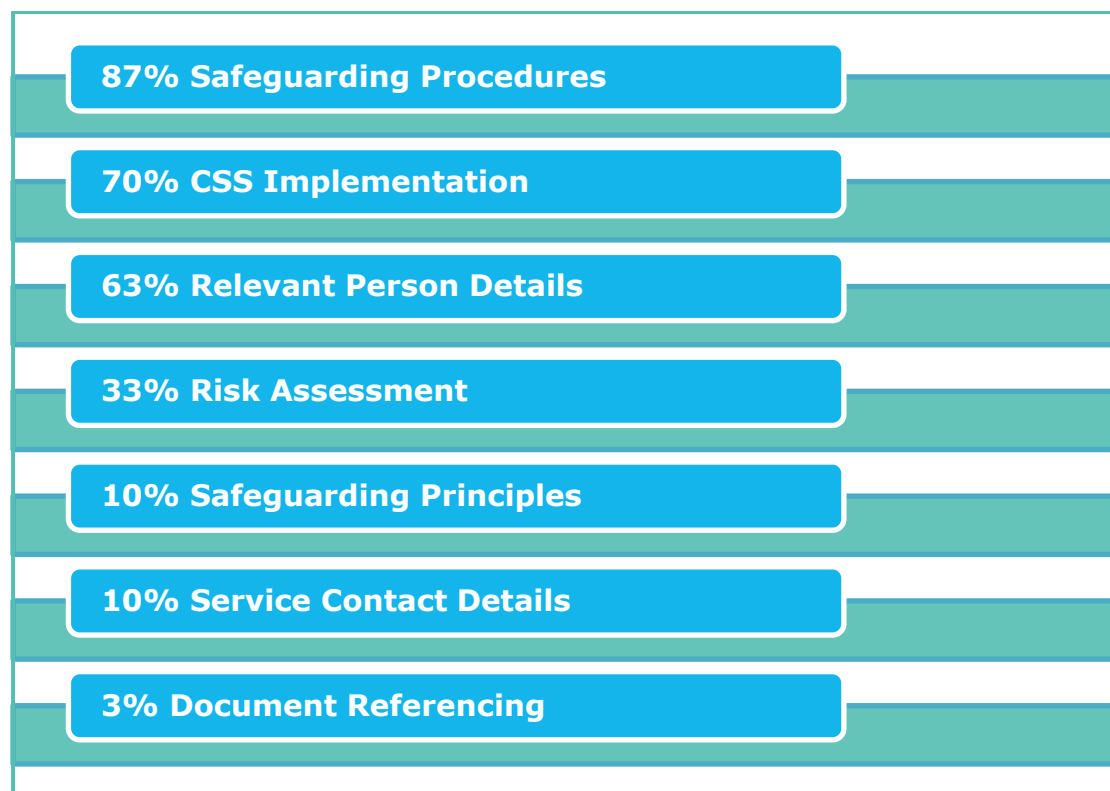 87% Safeguarding Procedures
70% CSS Implementation
63% Relevant Person Details
33% Risk Assessment
10% Safeguarding Principles
10% Service Contact Details
3% Document Referencing